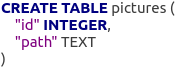 CREATE TABLE pictures (
"id" INTEGER,
"path" TEXT
)